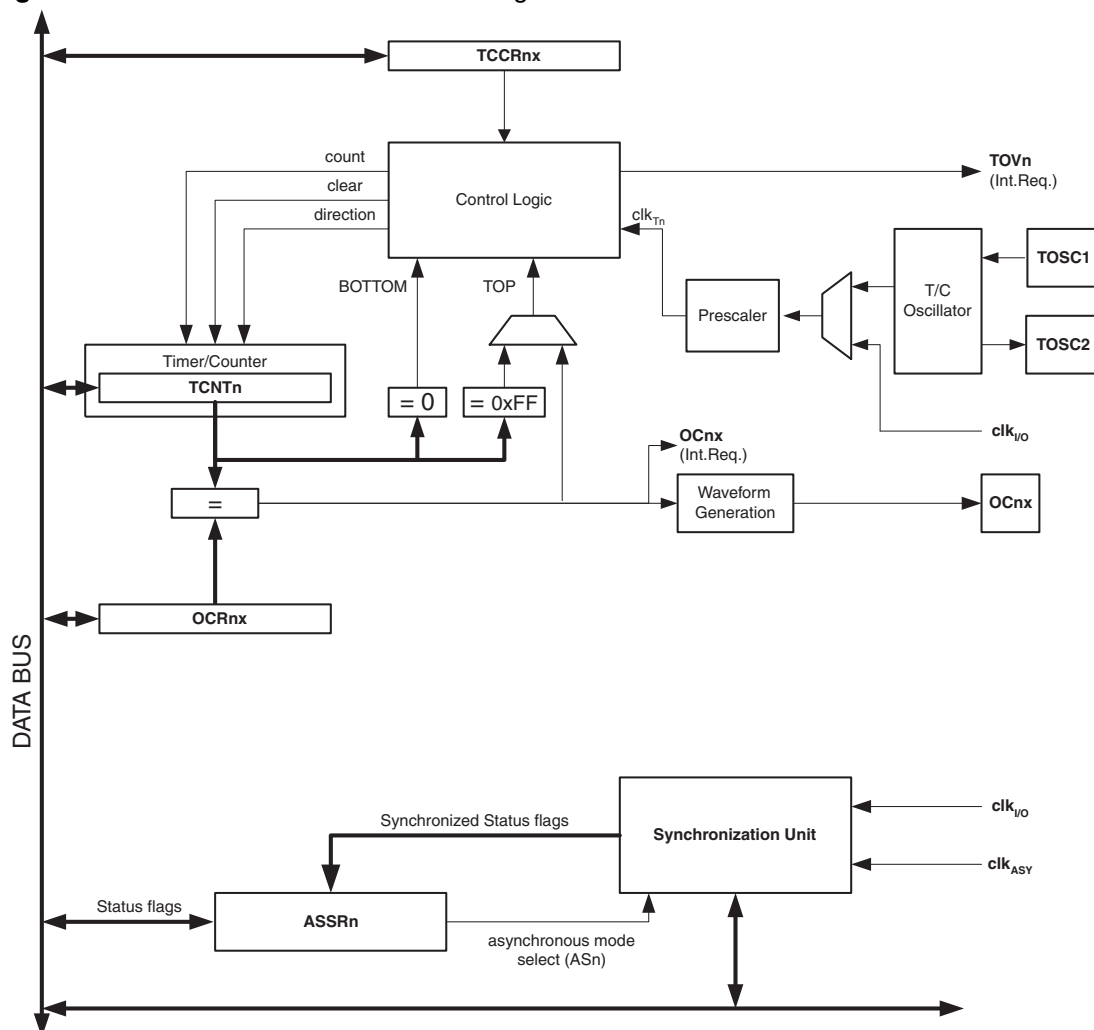 TCCRnx
count
clear
direction
Control Logic
TOVn
(Int.Req.)
clkTn
BOTTOM
TOP
Prescaler
T/C
Oscillator
TOSC1
TOSC2
Timer/Counter
TCNTn
= 0
= 0xFF
clkI/O
OCnx
(Int.Req.)
=
Waveform
Generation
OCnx
OCRnx
DATA BUS
Synchronized Status flags
Synchronization Unit
clkI/O
clkASY
Status flags
ASSRn
asynchronous mode
select (ASn)